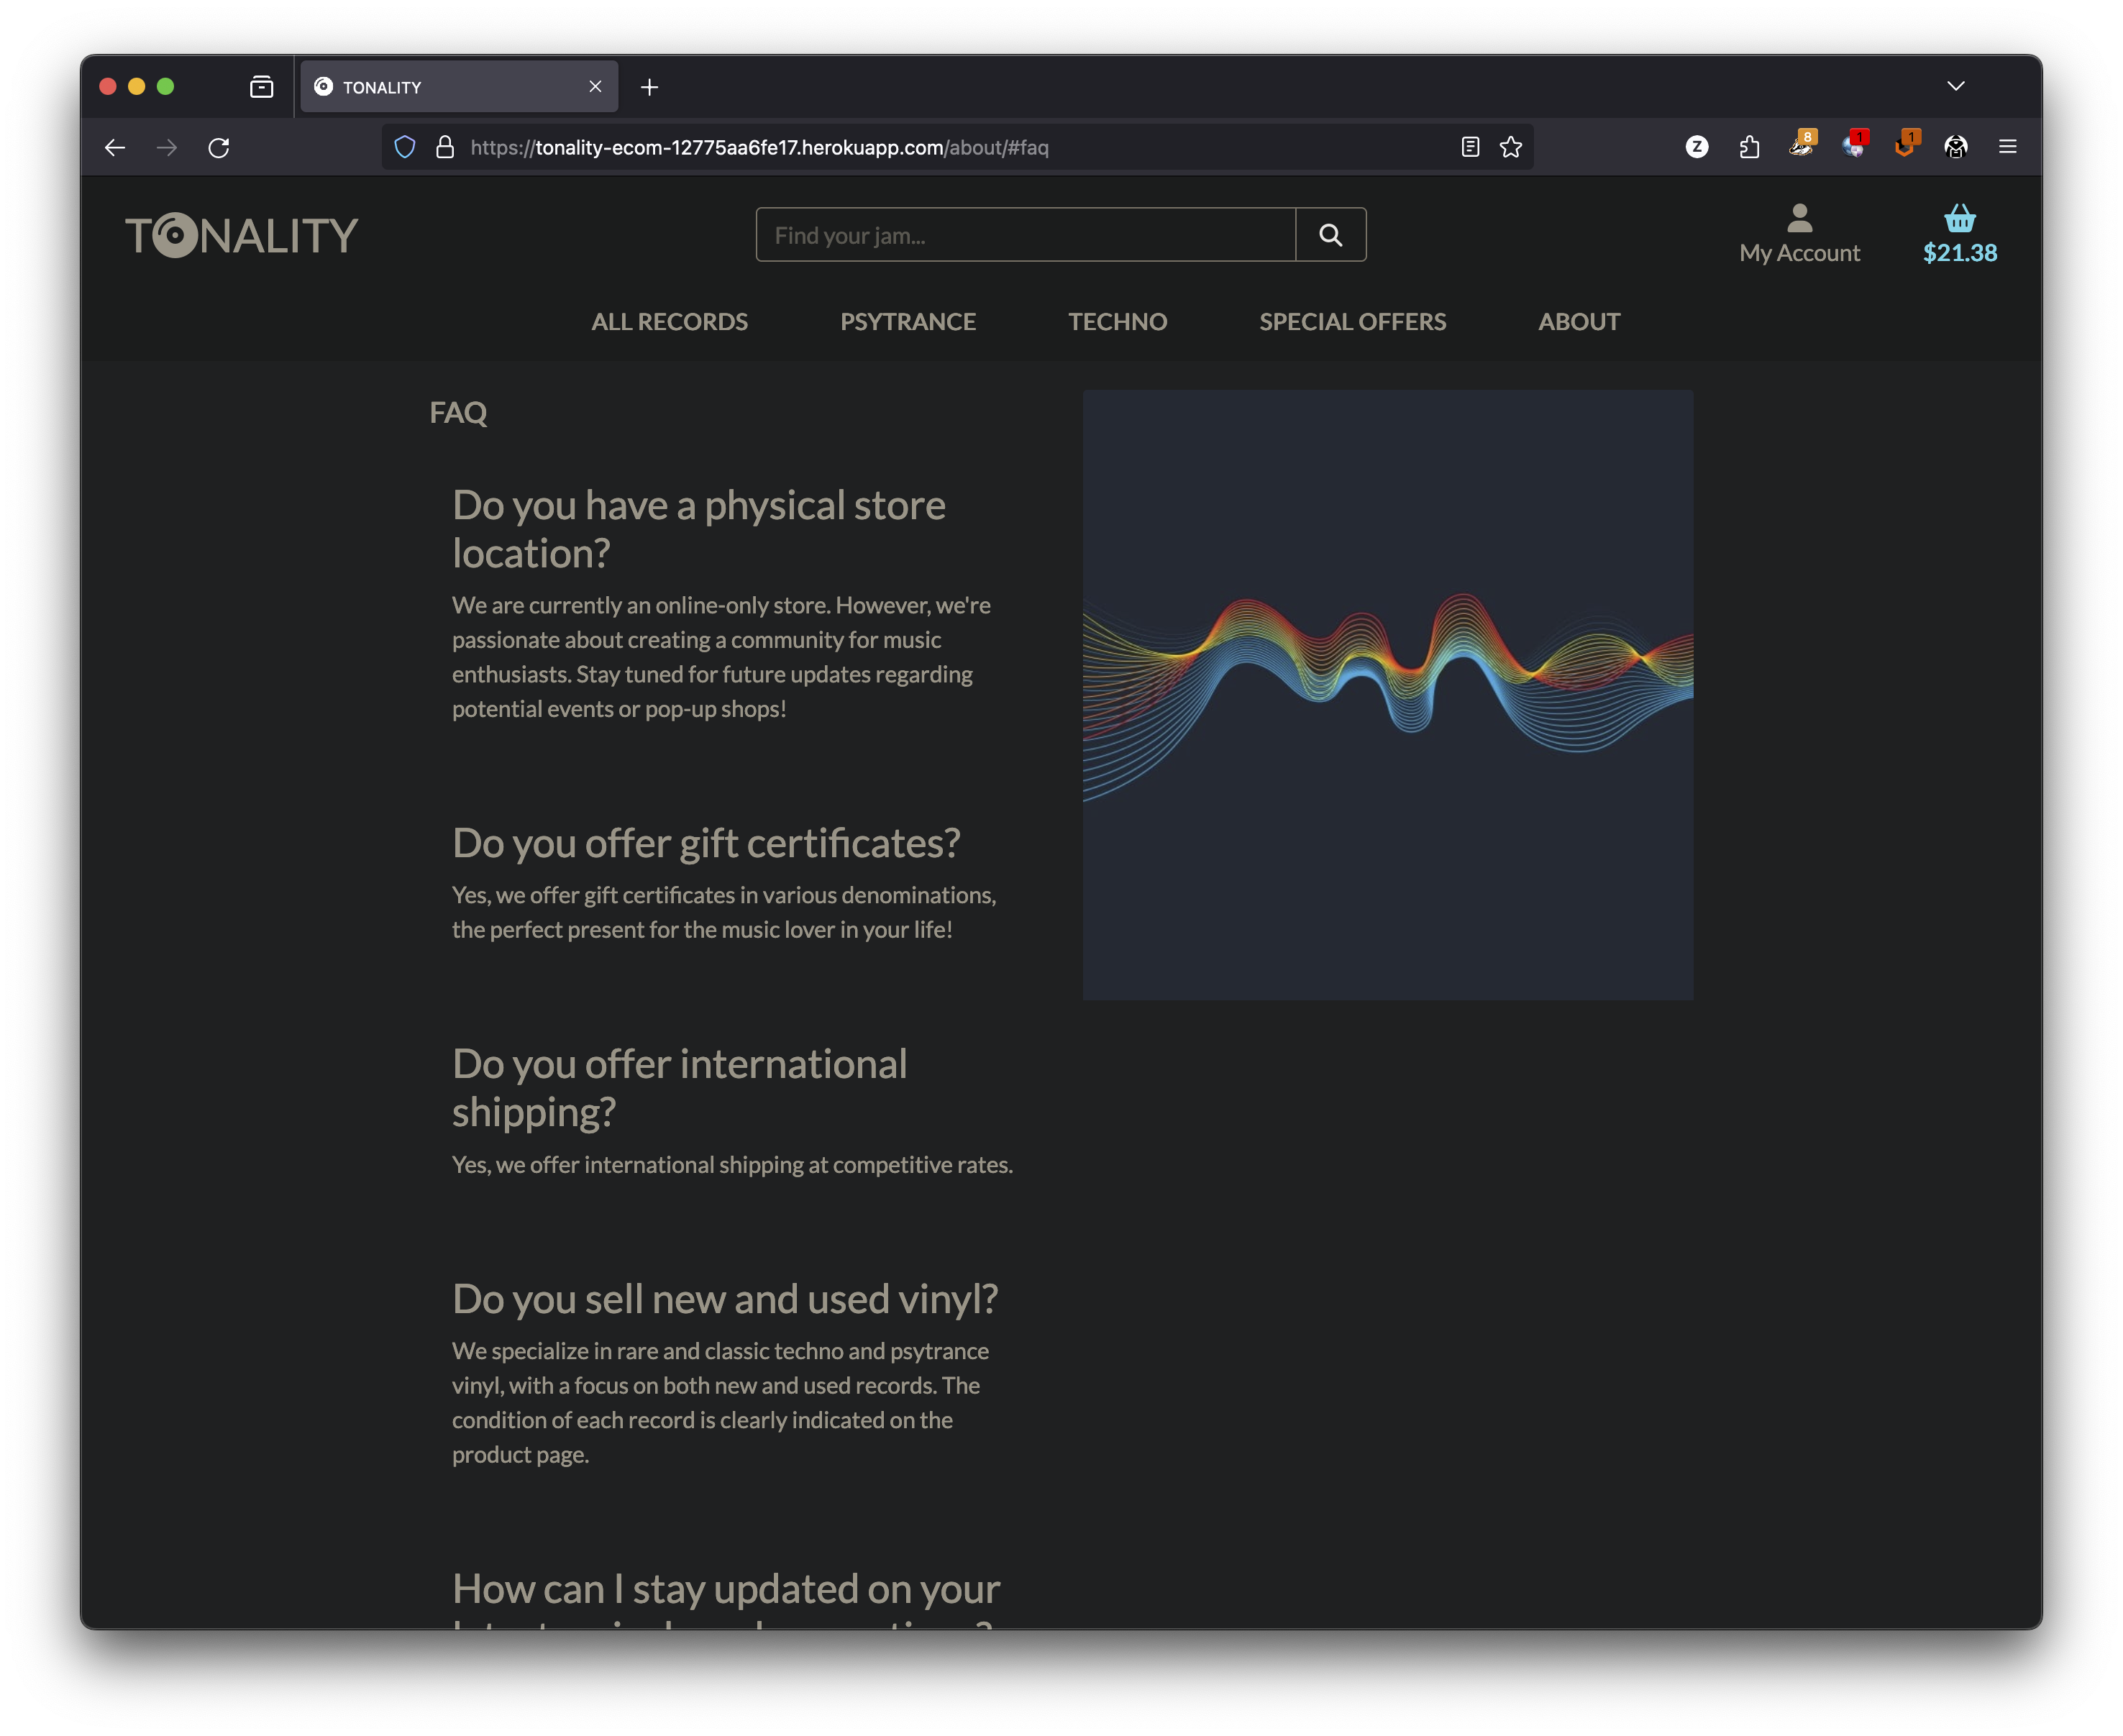 TONALITY
https://tonality-ecom-12775aa6fe17.herokuapp.com/about/#faq
Z
8
1
1
TONALITY
Find your jam...
My Account
$21.38
ALL RECORDS
PSYTRANCE
TECHNO
SPECIAL OFFERS
ABOUT
FAQ
Do you have a physical store
location?
We are currently an online-only store. However, we're
passionate about creating a community for music
enthusiasts. Stay tuned for future updates regarding
potential events or pop-up shops!
Do you offer gift certificates?
Yes, we offer gift certificates in various denominations,
the perfect present for the music lover in your life!
Do you offer international
shipping?
Yes, we offer international shipping at competitive rates.
Do you sell new and used vinyl?
We specialize in rare and classic techno and psytrance
vinyl, with a focus on both new and used records. The
condition of each record is clearly indicated on the
product page.
How can I stay updated on your